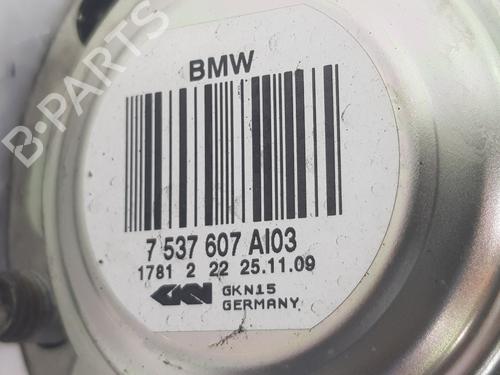 BMW
7 537 607 AI03
1781 2 22 25.11.09
GKN GKN15
GERMANY
B-PARTS